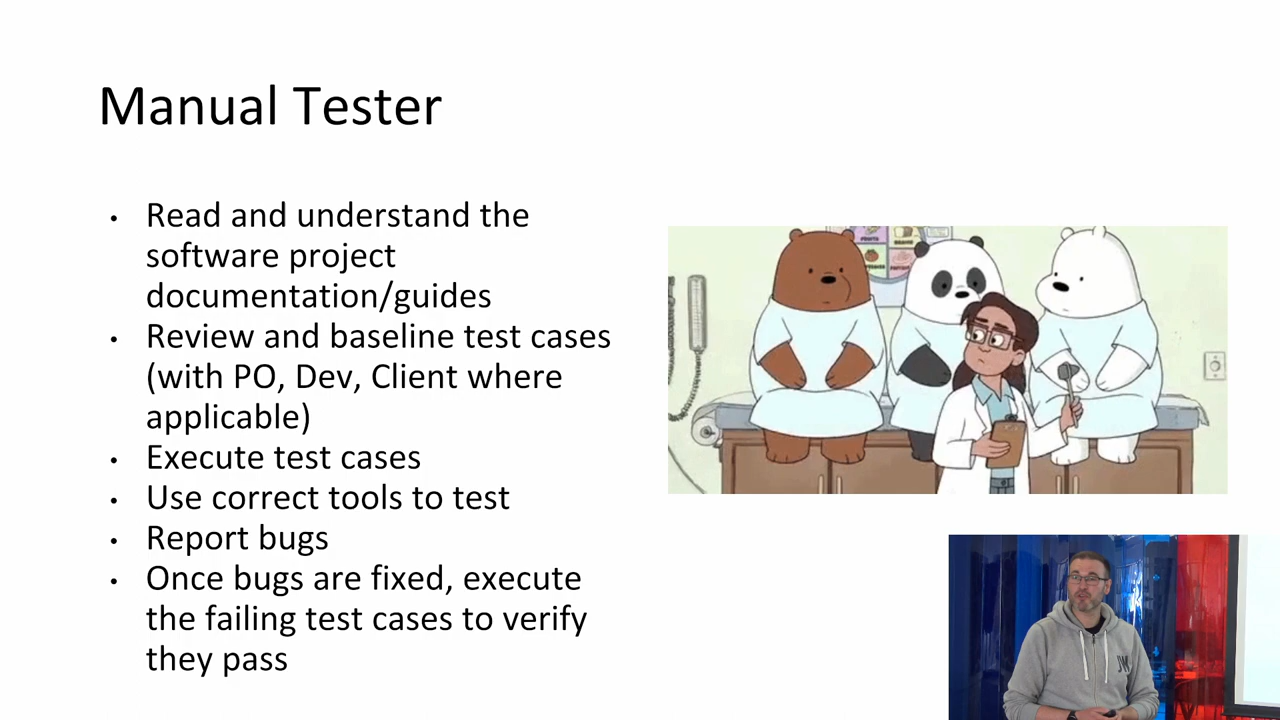 Manual Tester
• Read and understand the
software project
documentation/guides
• Review and baseline test cases
(with PO, Dev, Client where
applicable)
• Execute test cases
• Use correct tools to test
• Report bugs
• Once bugs are fixed, execute
the failing test cases to verify
they pass
FRUITS